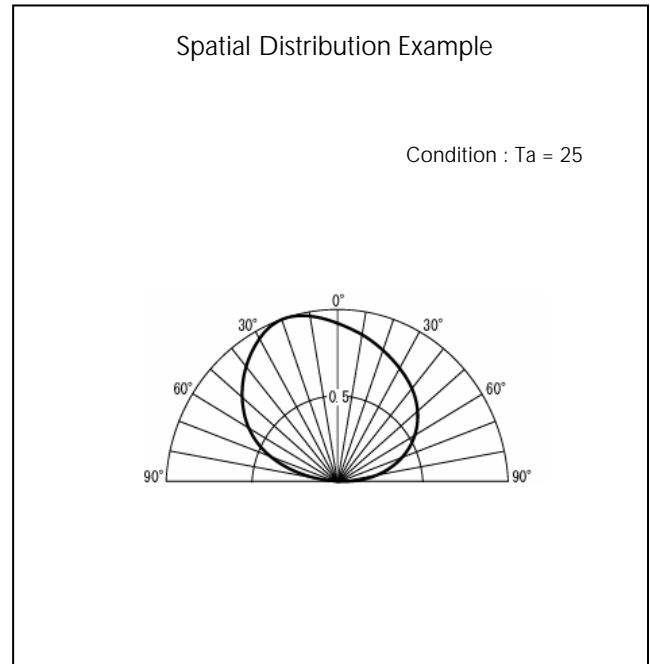 Spatial Distribution Example
Condition : Ta = 25
0°
30° 30°
60° 60°
0.5
90° 90°